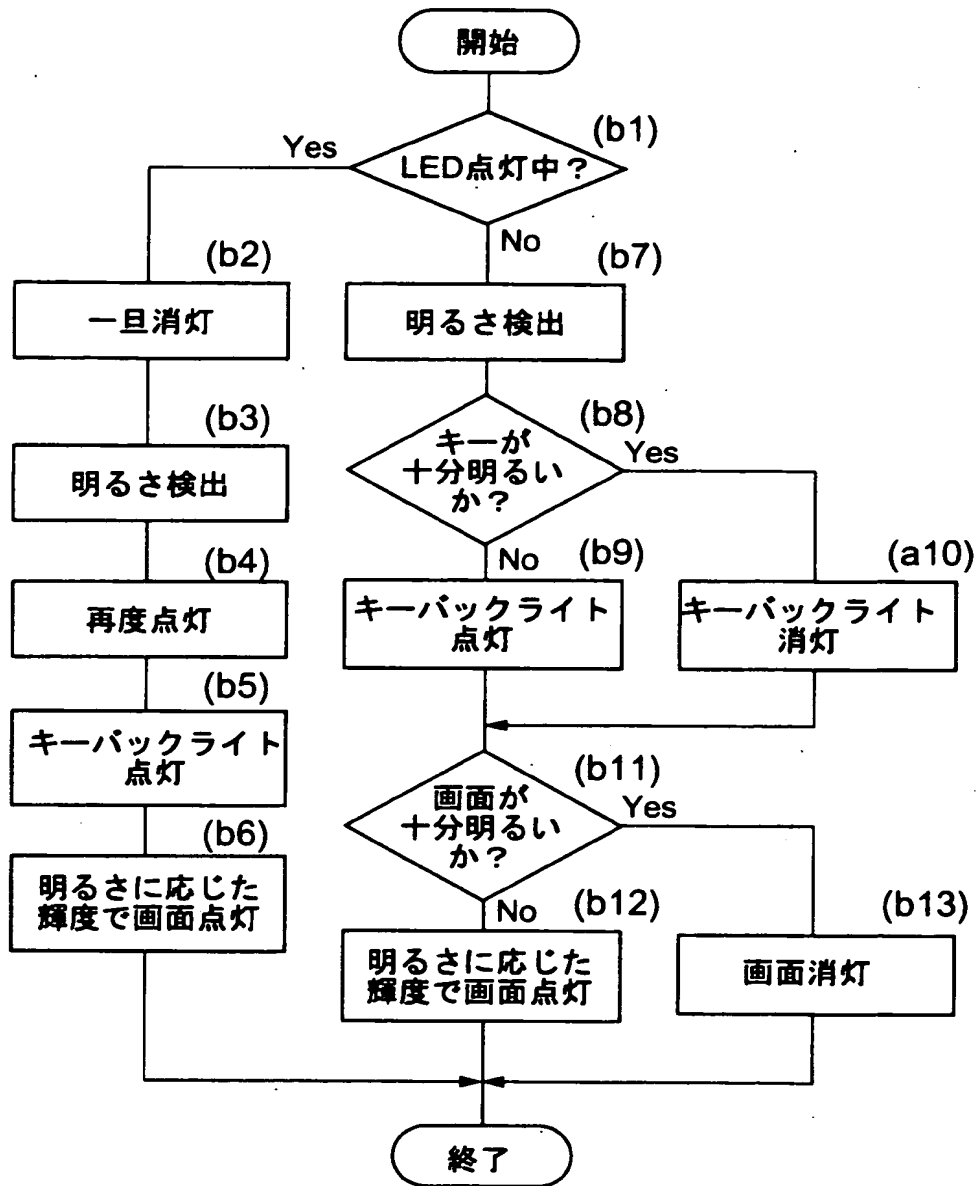 開始
(b1)
Yes
LED点灯中？
No
(b2)
一旦消灯
(b3)
明るさ検出
(b4)
再度点灯
(b5)
キーバックライト
点灯
(b6)
明るさに応じた
輝度で画面点灯
(b7)
明るさ検出
(b8)
キーが
十分明るい
か？
Yes
No
(b9)
キーバックライト
点灯
(a10)
キーバックライト
消灯
(b11)
画面が
十分明るい
か？
Yes
No
(b12)
明るさに応じた
輝度で画面点灯
(b13)
画面消灯
終了